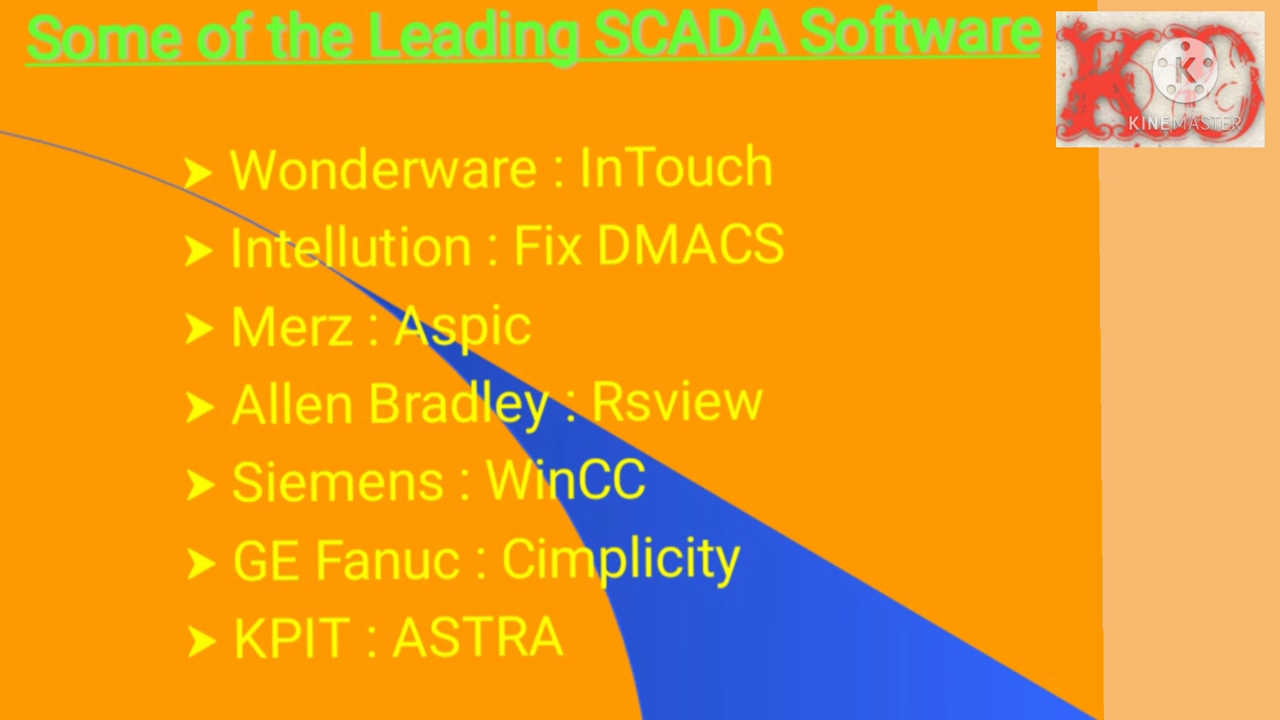 Some of the Leading SCADA Software
KD
KINEMASTER
➤ Wonderware : InTouch
➤ Intellution : Fix DMACS
➤ Merz : Aspic
➤ Allen Bradley : Rsview
➤ Siemens : WinCC
➤ GE Fanuc : Cimplicity
➤ KPIT : ASTRA